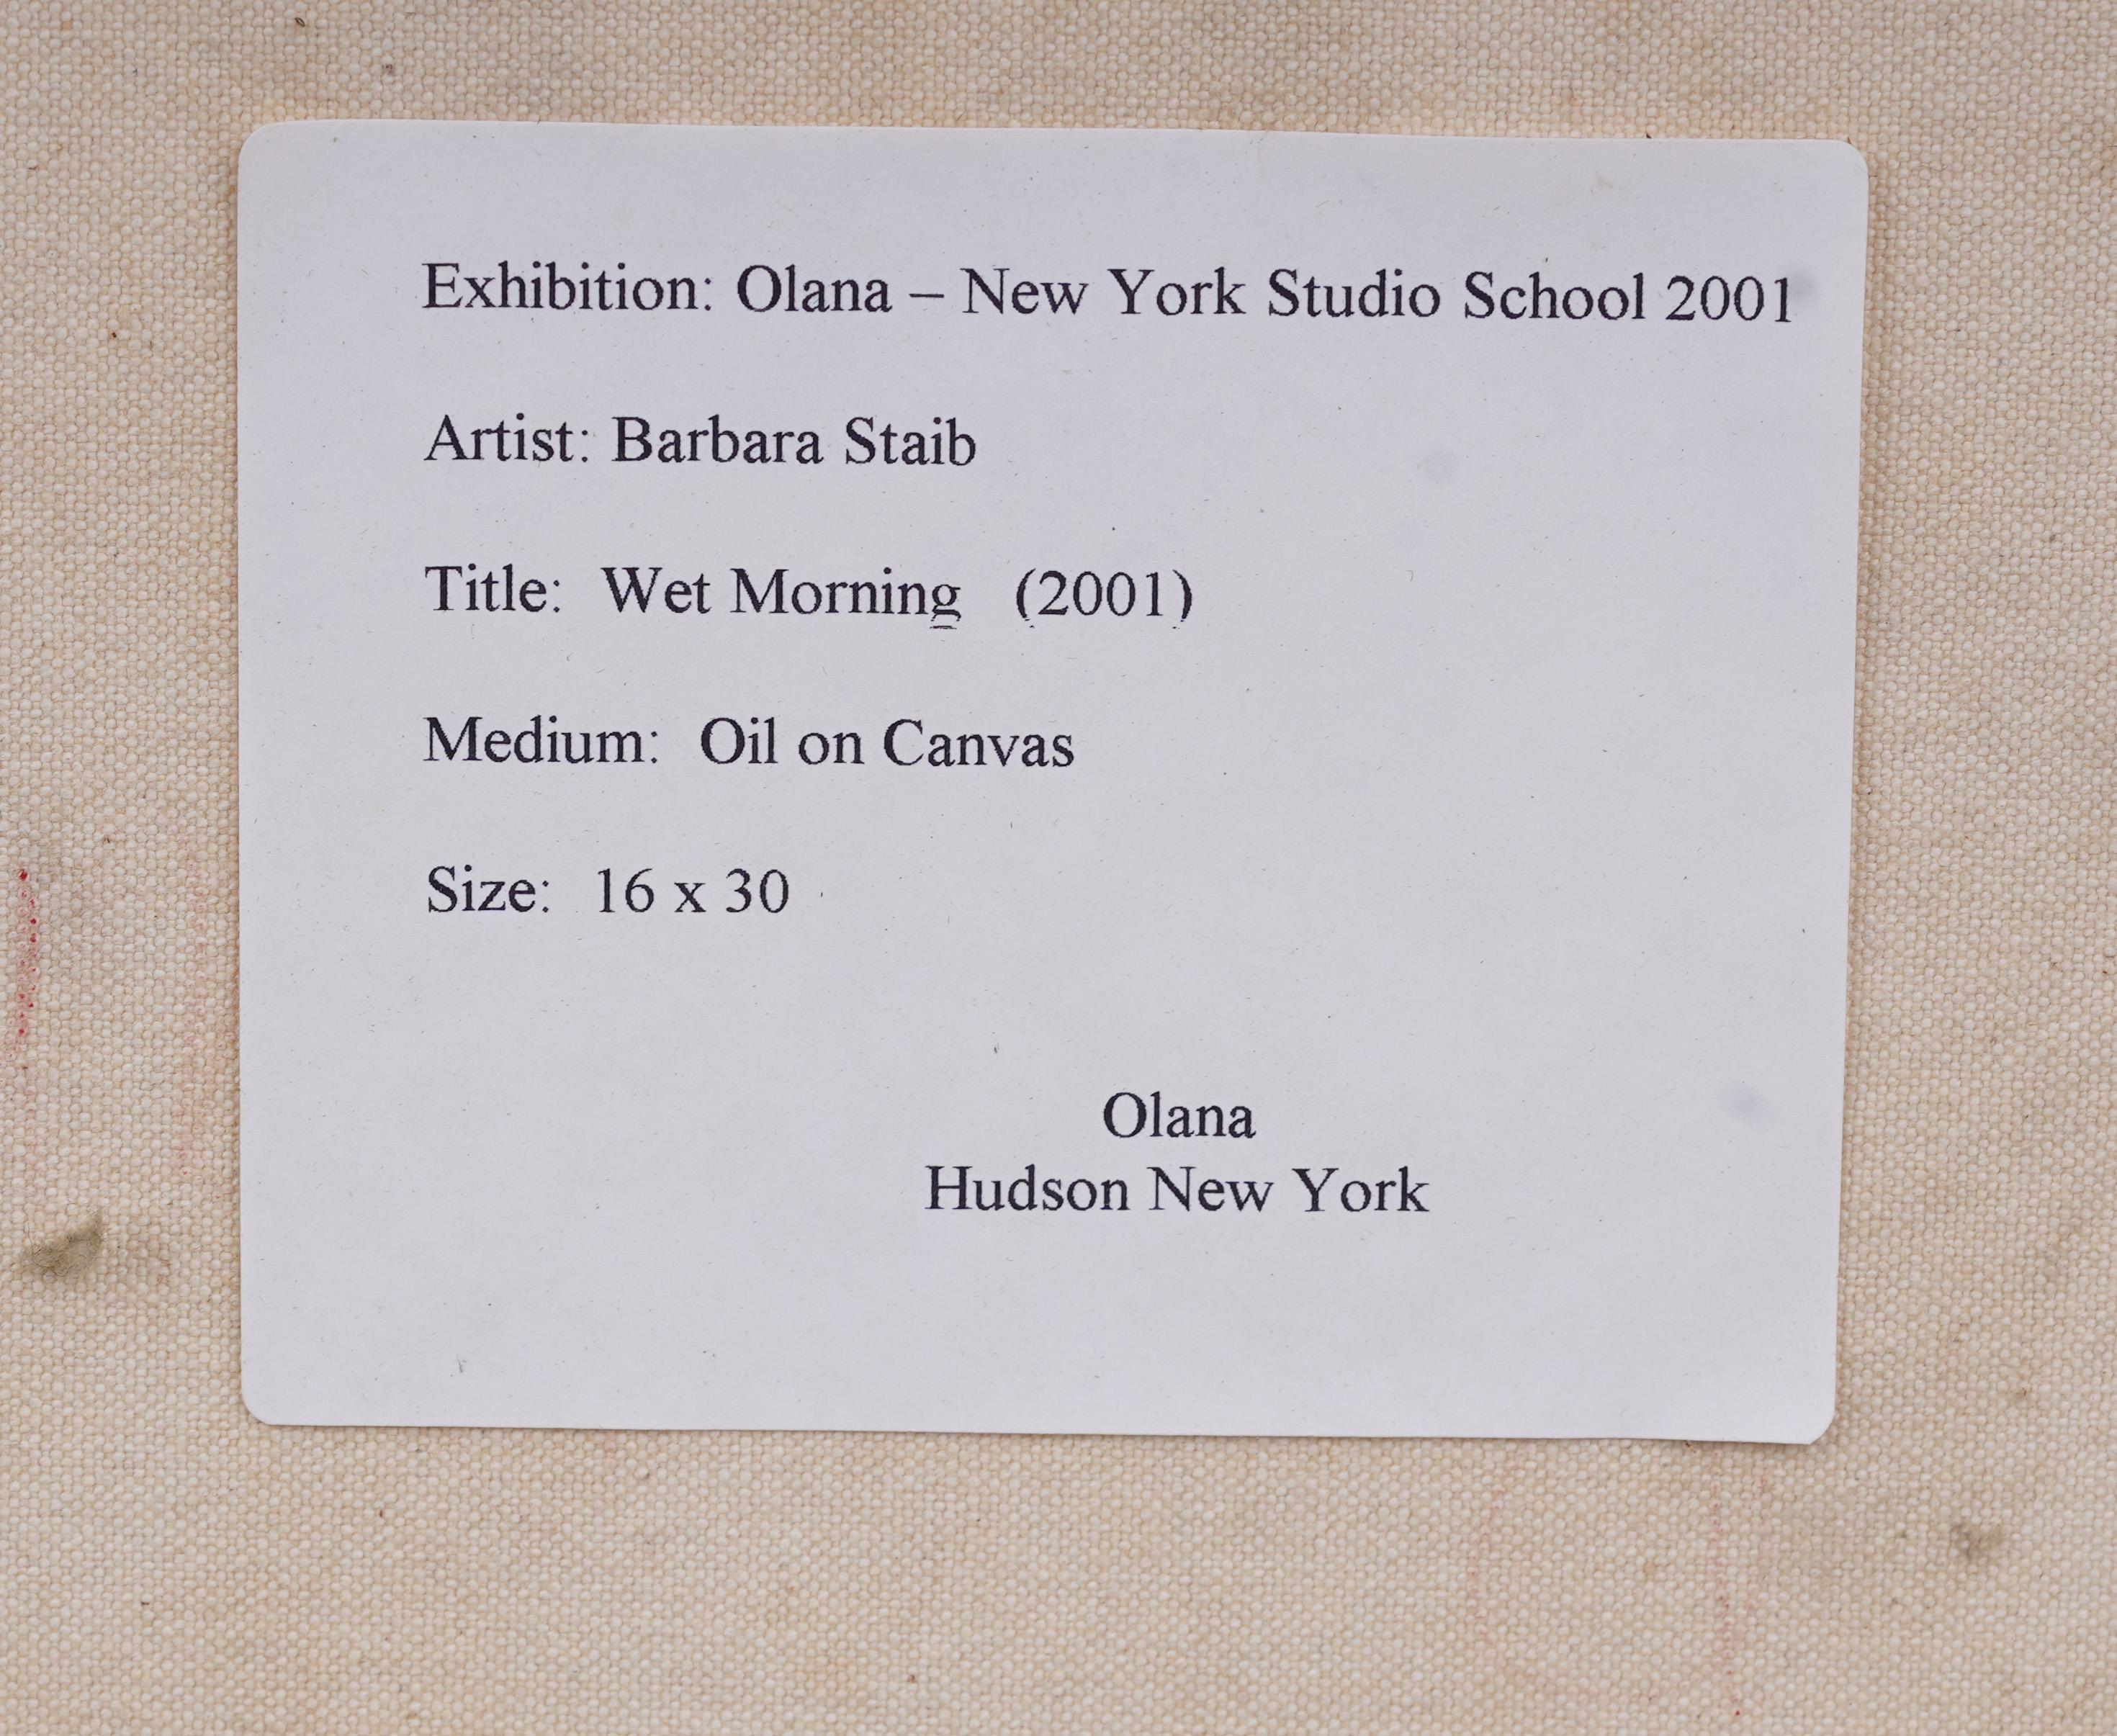 Exhibition: Olana – New York Studio School 2001
Artist: Barbara Staib
Title: Wet Morning (2001)
Medium: Oil on Canvas
Size: 16 x 30
Olana
Hudson New York